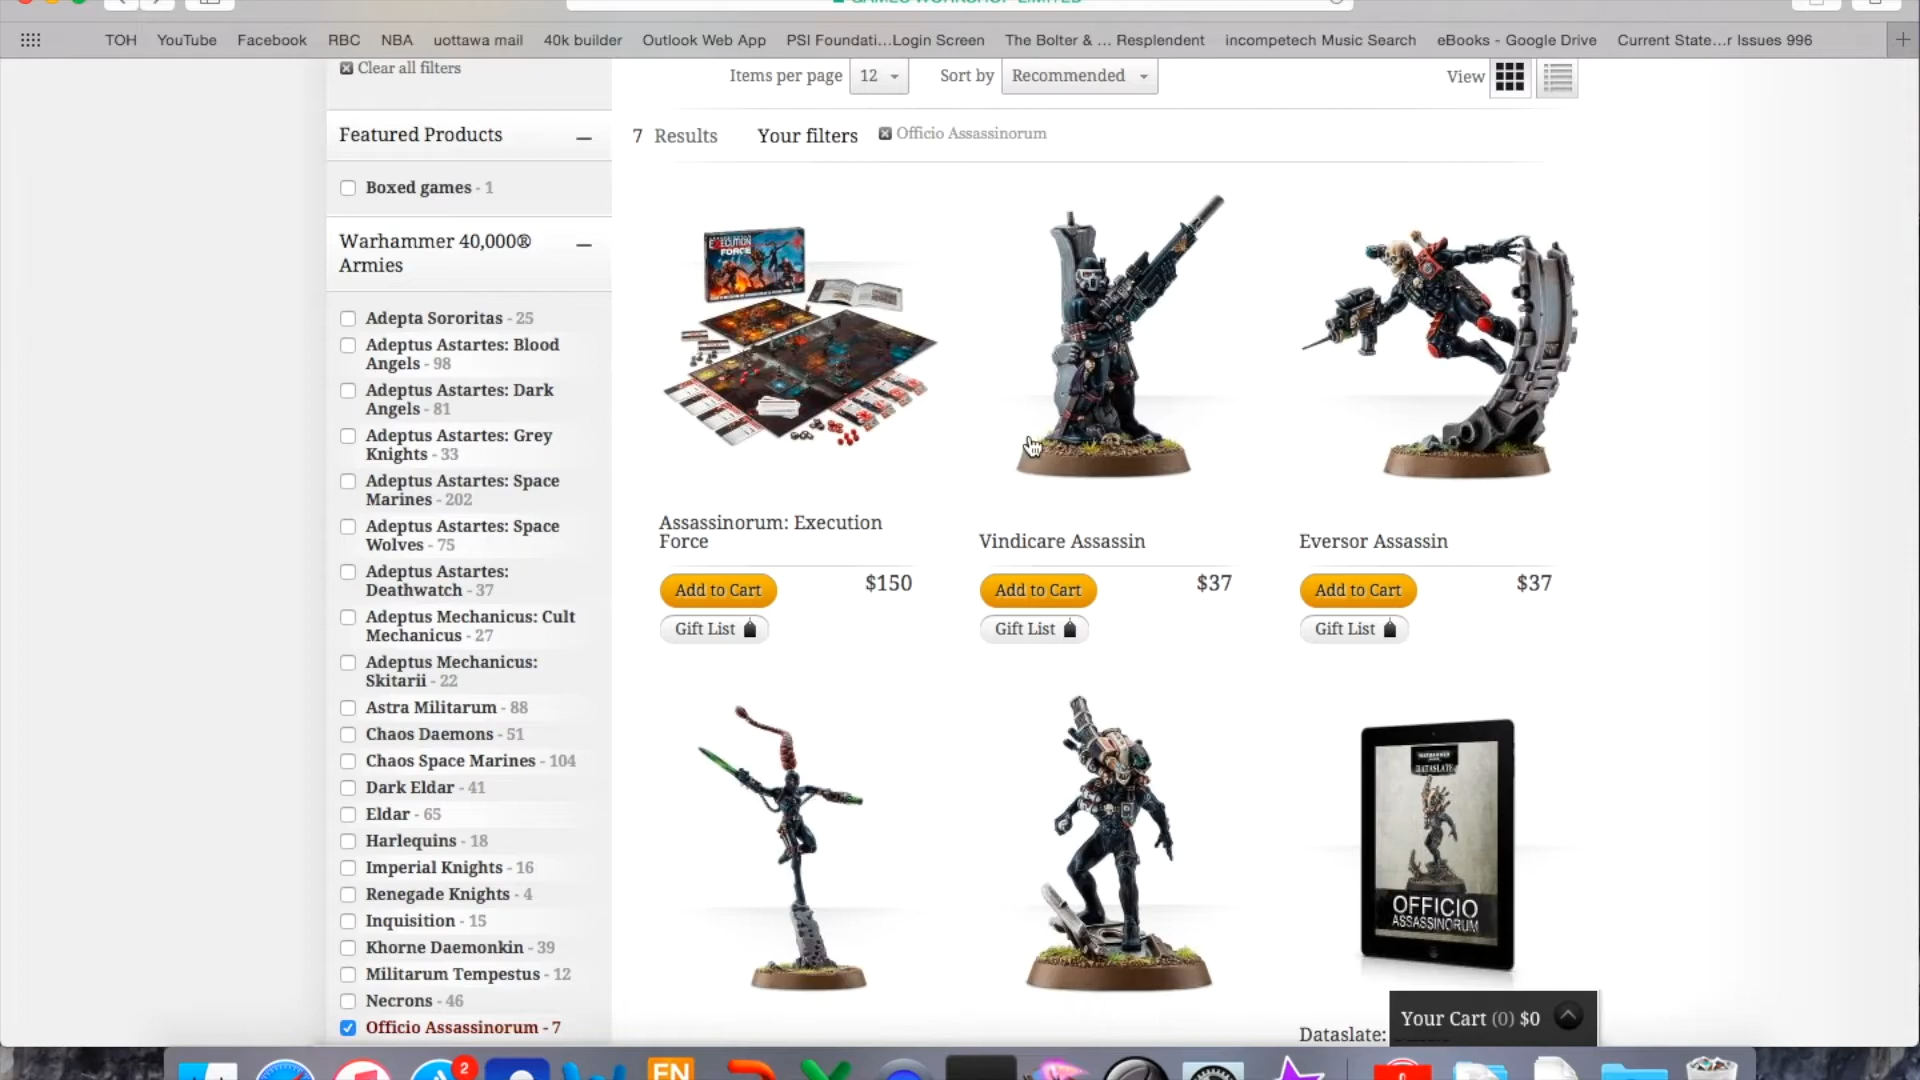 GAMES WORKSHOP LIMITED
TOH YouTube Facebook RBC NBA uottawa mail 40k builder Outlook Web App PSI Foundati...Login Screen The Bolter & ... Resplendent incompetech Music Search eBooks - Google Drive Current State...r Issues 996
Clear all filters
Items per page 12 Sort by Recommended View
Featured Products
7 Results Your filters Officio Assassinorum
Boxed games - 1
Warhammer 40,000®
Armies
Adepta Sororitas - 25
Adeptus Astartes: Blood
Angels - 98
Adeptus Astartes: Dark
Angels - 81
Adeptus Astartes: Grey
Knights - 33
Adeptus Astartes: Space
Marines - 202
Adeptus Astartes: Space
Wolves - 75
Adeptus Astartes:
Deathwatch - 37
Adeptus Mechanicus: Cult
Mechanicus - 27
Adeptus Mechanicus:
Skitarii - 22
Astra Militarum - 88
Chaos Daemons - 51
Chaos Space Marines - 104
Dark Eldar - 41
Eldar - 65
Harlequins - 18
Imperial Knights - 16
Renegade Knights - 4
Inquisition - 15
Khorne Daemonkin - 39
Militarum Tempestus - 12
Necrons - 46
Officio Assassinorum - 7
EXECUTION
FORCE
Assassinorum: Execution
Force
Add to Cart $150
Gift List
Vindicare Assassin
Add to Cart $37
Gift List
Eversor Assassin
Add to Cart $37
Gift List
WARHAMMER
40,000
DATASLATE
OFFICIO
ASSASSINORUM
Dataslate:
Your Cart (0) $0
2
EN